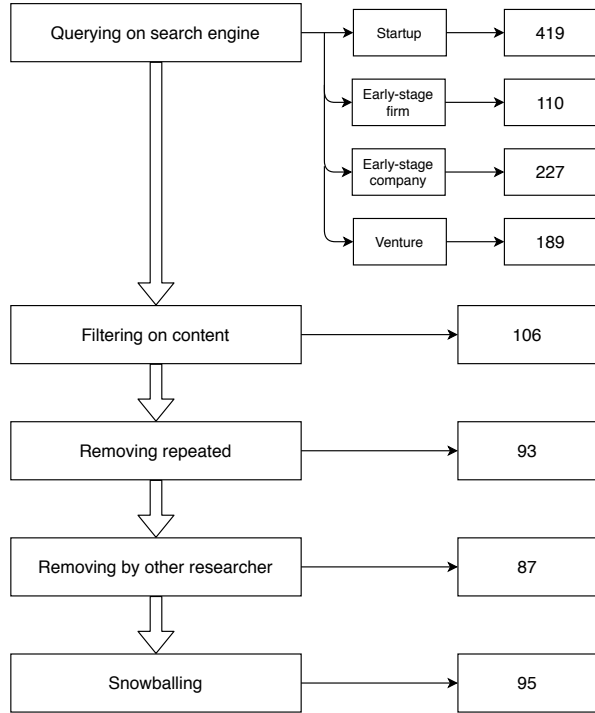 Querying on search engine
Startup
419
Early-stage
firm
110
Early-stage
company
227
Venture
189
Filtering on content
106
Removing repeated
93
Removing by other researcher
87
Snowballing
95